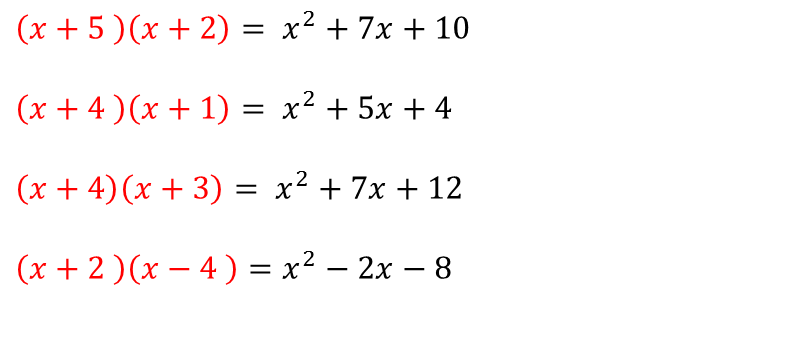 (x + 5 )(x + 2) = x² + 7x + 10
(x + 4 )(x + 1) = x² + 5x + 4
(x + 4)(x + 3) = x² + 7x + 12
(x + 2 )(x − 4 ) = x² − 2x − 8